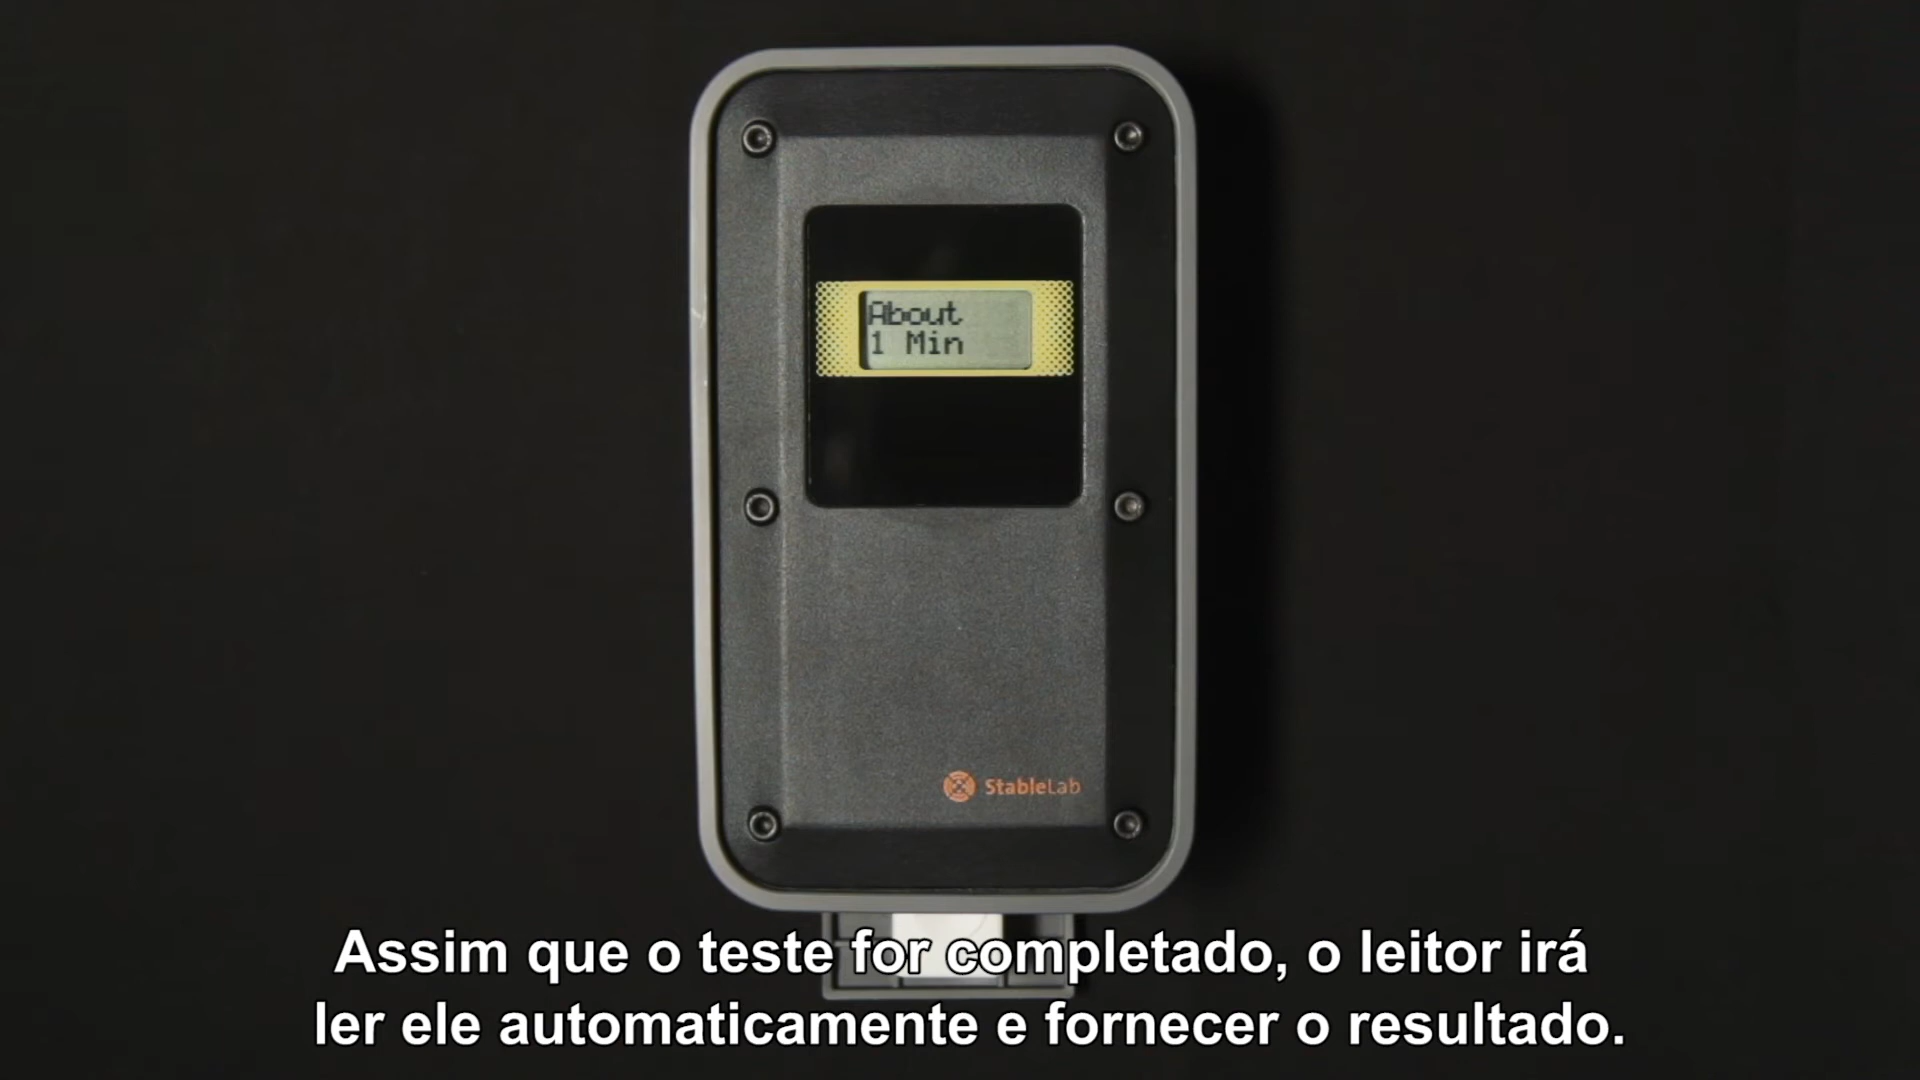 About
1 Min
StableLab
Assim que o teste for completado, o leitor irá
ler ele automaticamente e fornecer o resultado.